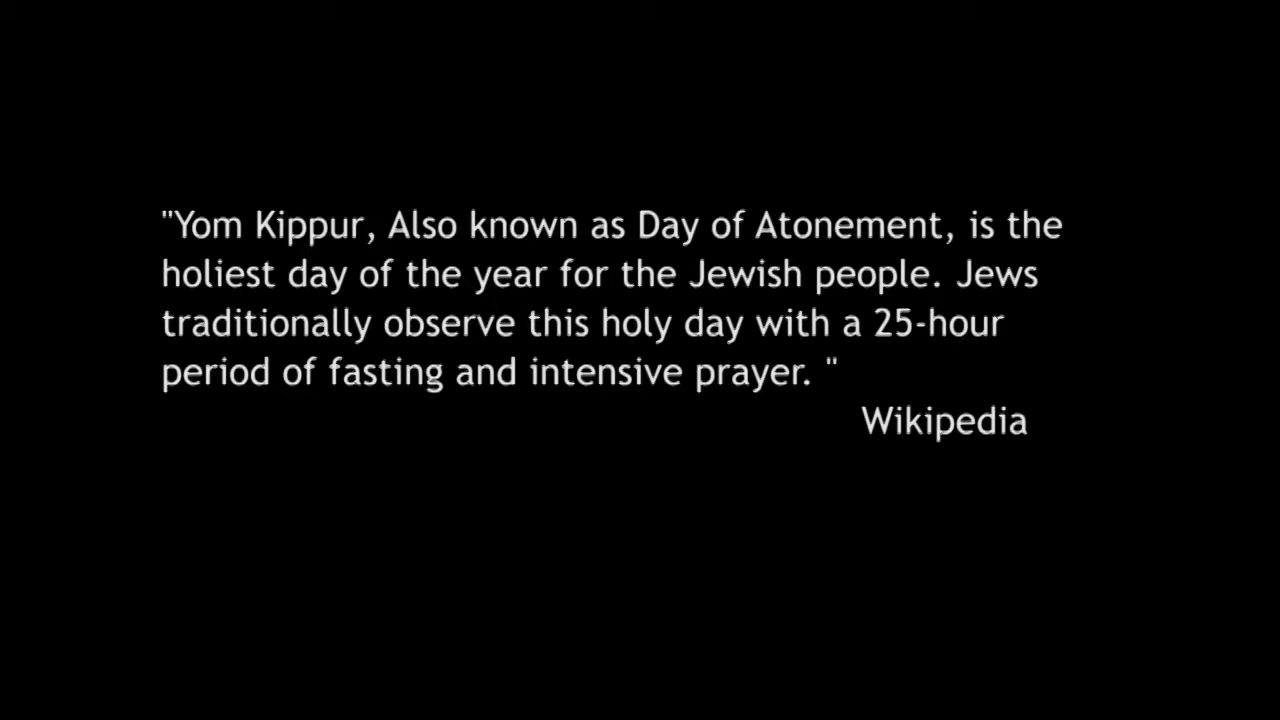 "Yom Kippur, Also known as Day of Atonement, is the
holiest day of the year for the Jewish people. Jews
traditionally observe this holy day with a 25-hour
period of fasting and intensive prayer. "
Wikipedia